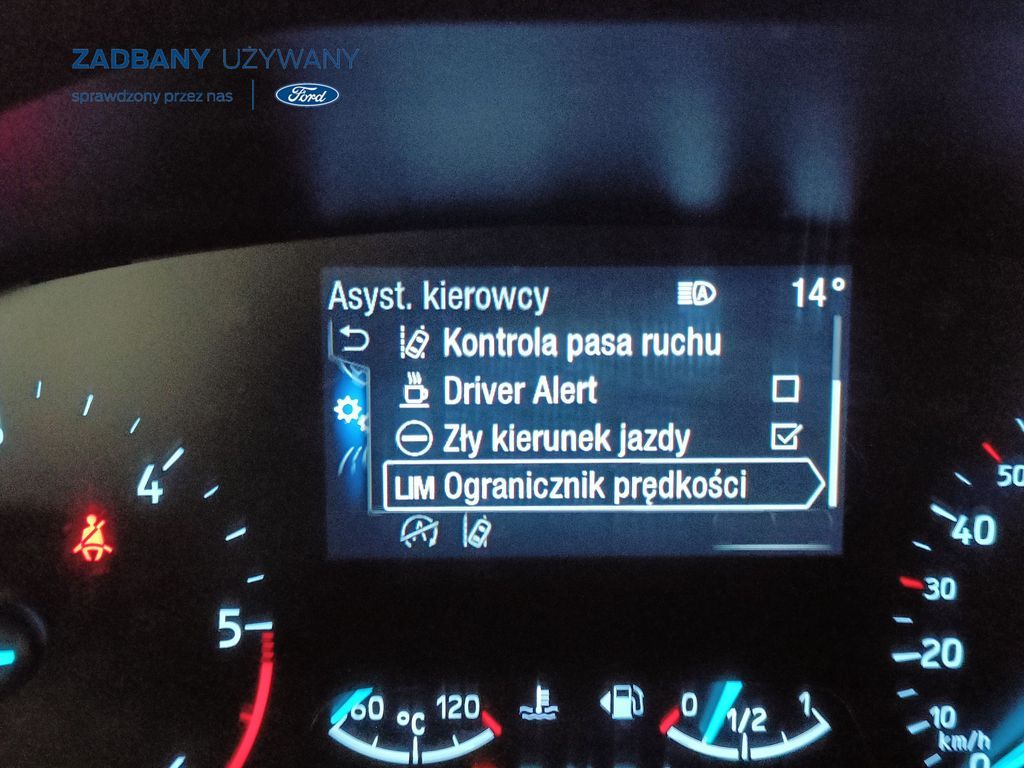 ZADBANY UŻYWANY
sprawdzony przez nas
Ford
Asyst. kierowcy
A
14°
Kontrola pasa ruchu
Driver Alert
Zły kierunek jazdy
LIM Ogranicznik prędkości
A
4
5
60 °C 120
0 1/2 1
50
40
30
20
10
km/h
0